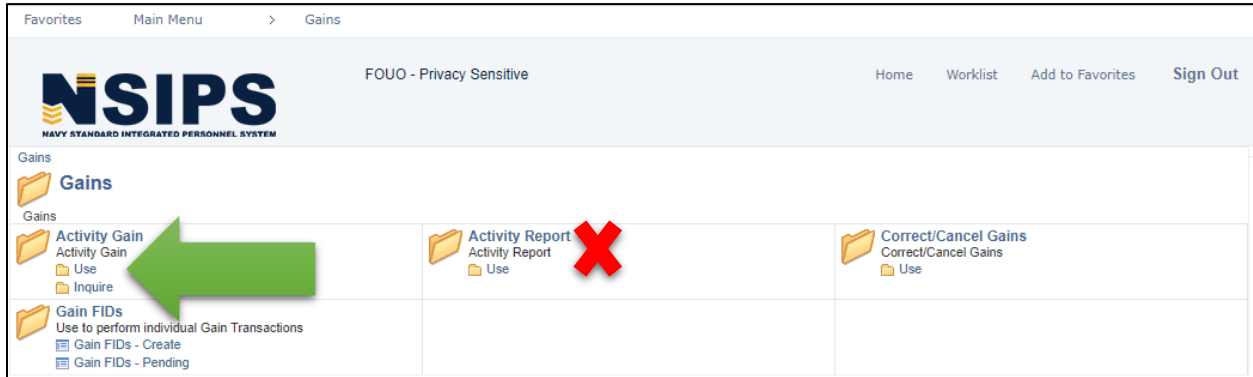 Favorites Main Menu > Gains
NSIPS
NAVY STANDARD INTEGRATED PERSONNEL SYSTEM
FOUO - Privacy Sensitive
Home Worklist Add to Favorites Sign Out
Gains
Gains
Gains
Activity Gain
Activity Gain
Use
Inquire
Activity Report
Activity Report
Use
Correct/Cancel Gains
Correct/Cancel Gains
Use
Gain FIDs
Use to perform individual Gain Transactions
Gain FIDs - Create
Gain FIDs - Pending